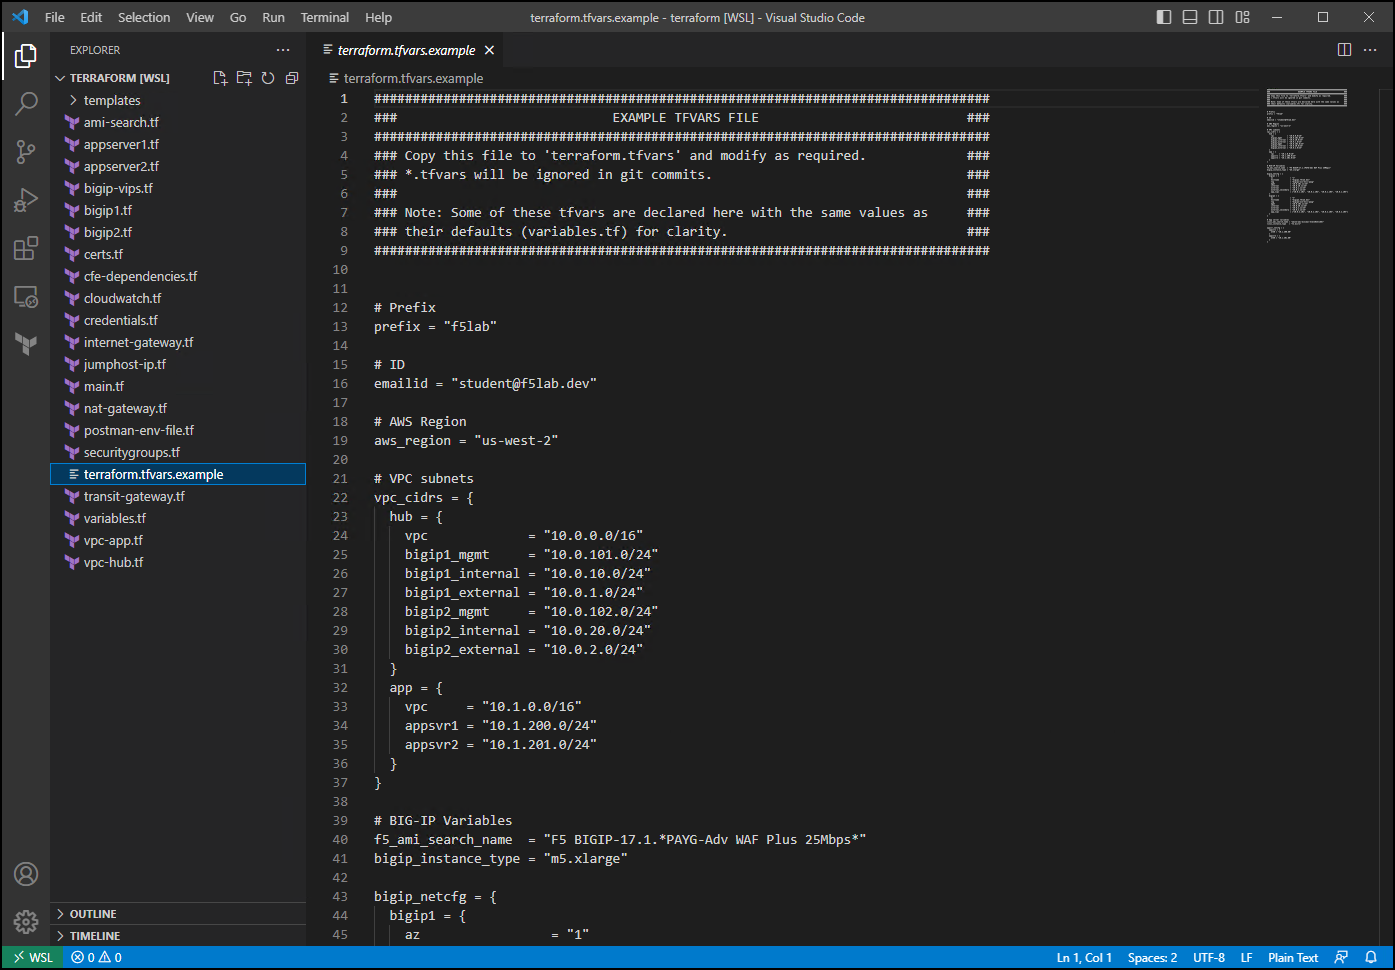 File Edit Selection View Go Run Terminal Help
terraform.tfvars.example - terraform [WSL] - Visual Studio Code
EXPLORER
TERRAFORM [WSL]
templates
ami-search.tf
appserver1.tf
appserver2.tf
bigip-vips.tf
bigip1.tf
bigip2.tf
certs.tf
cfe-dependencies.tf
cloudwatch.tf
credentials.tf
internet-gateway.tf
jumphost-ip.tf
main.tf
nat-gateway.tf
postman-env-file.tf
securitygroups.tf
terraform.tfvars.example
transit-gateway.tf
variables.tf
vpc-app.tf
vpc-hub.tf
OUTLINE
TIMELINE
terraform.tfvars.example
terraform.tfvars.example
1 ################################################################################
2 ###                            EXAMPLE TFVARS FILE                           ###
3 ################################################################################
4 ### Copy this file to 'terraform.tfvars' and modify as required.             ###
5 ### *.tfvars will be ignored in git commits.                                 ###
6 ###                                                                          ###
7 ### Note: Some of these tfvars are declared here with the same values as     ###
8 ### their defaults (variables.tf) for clarity.                               ###
9 ################################################################################
10
11
12 # Prefix
13 prefix = "f5lab"
14
15 # ID
16 emailid = "student@f5lab.dev"
17
18 # AWS Region
19 aws_region = "us-west-2"
20
21 # VPC subnets
22 vpc_cidrs = {
23   hub = {
24     vpc             = "10.0.0.0/16"
25     bigip1_mgmt     = "10.0.101.0/24"
26     bigip1_internal = "10.0.10.0/24"
27     bigip1_external = "10.0.1.0/24"
28     bigip2_mgmt     = "10.0.102.0/24"
29     bigip2_internal = "10.0.20.0/24"
30     bigip2_external = "10.0.2.0/24"
31   }
32   app = {
33     vpc     = "10.1.0.0/16"
34     appsvr1 = "10.1.200.0/24"
35     appsvr2 = "10.1.201.0/24"
36   }
37 }
38
39 # BIG-IP Variables
40 f5_ami_search_name  = "F5 BIGIP-17.1.*PAYG-Adv WAF Plus 25Mbps*"
41 bigip_instance_type = "m5.xlarge"
42
43 bigip_netcfg = {
44   bigip1 = {
45     az                 = "1"
WSL 0 0
Ln 1, Col 1 Spaces: 2 UTF-8 LF Plain Text